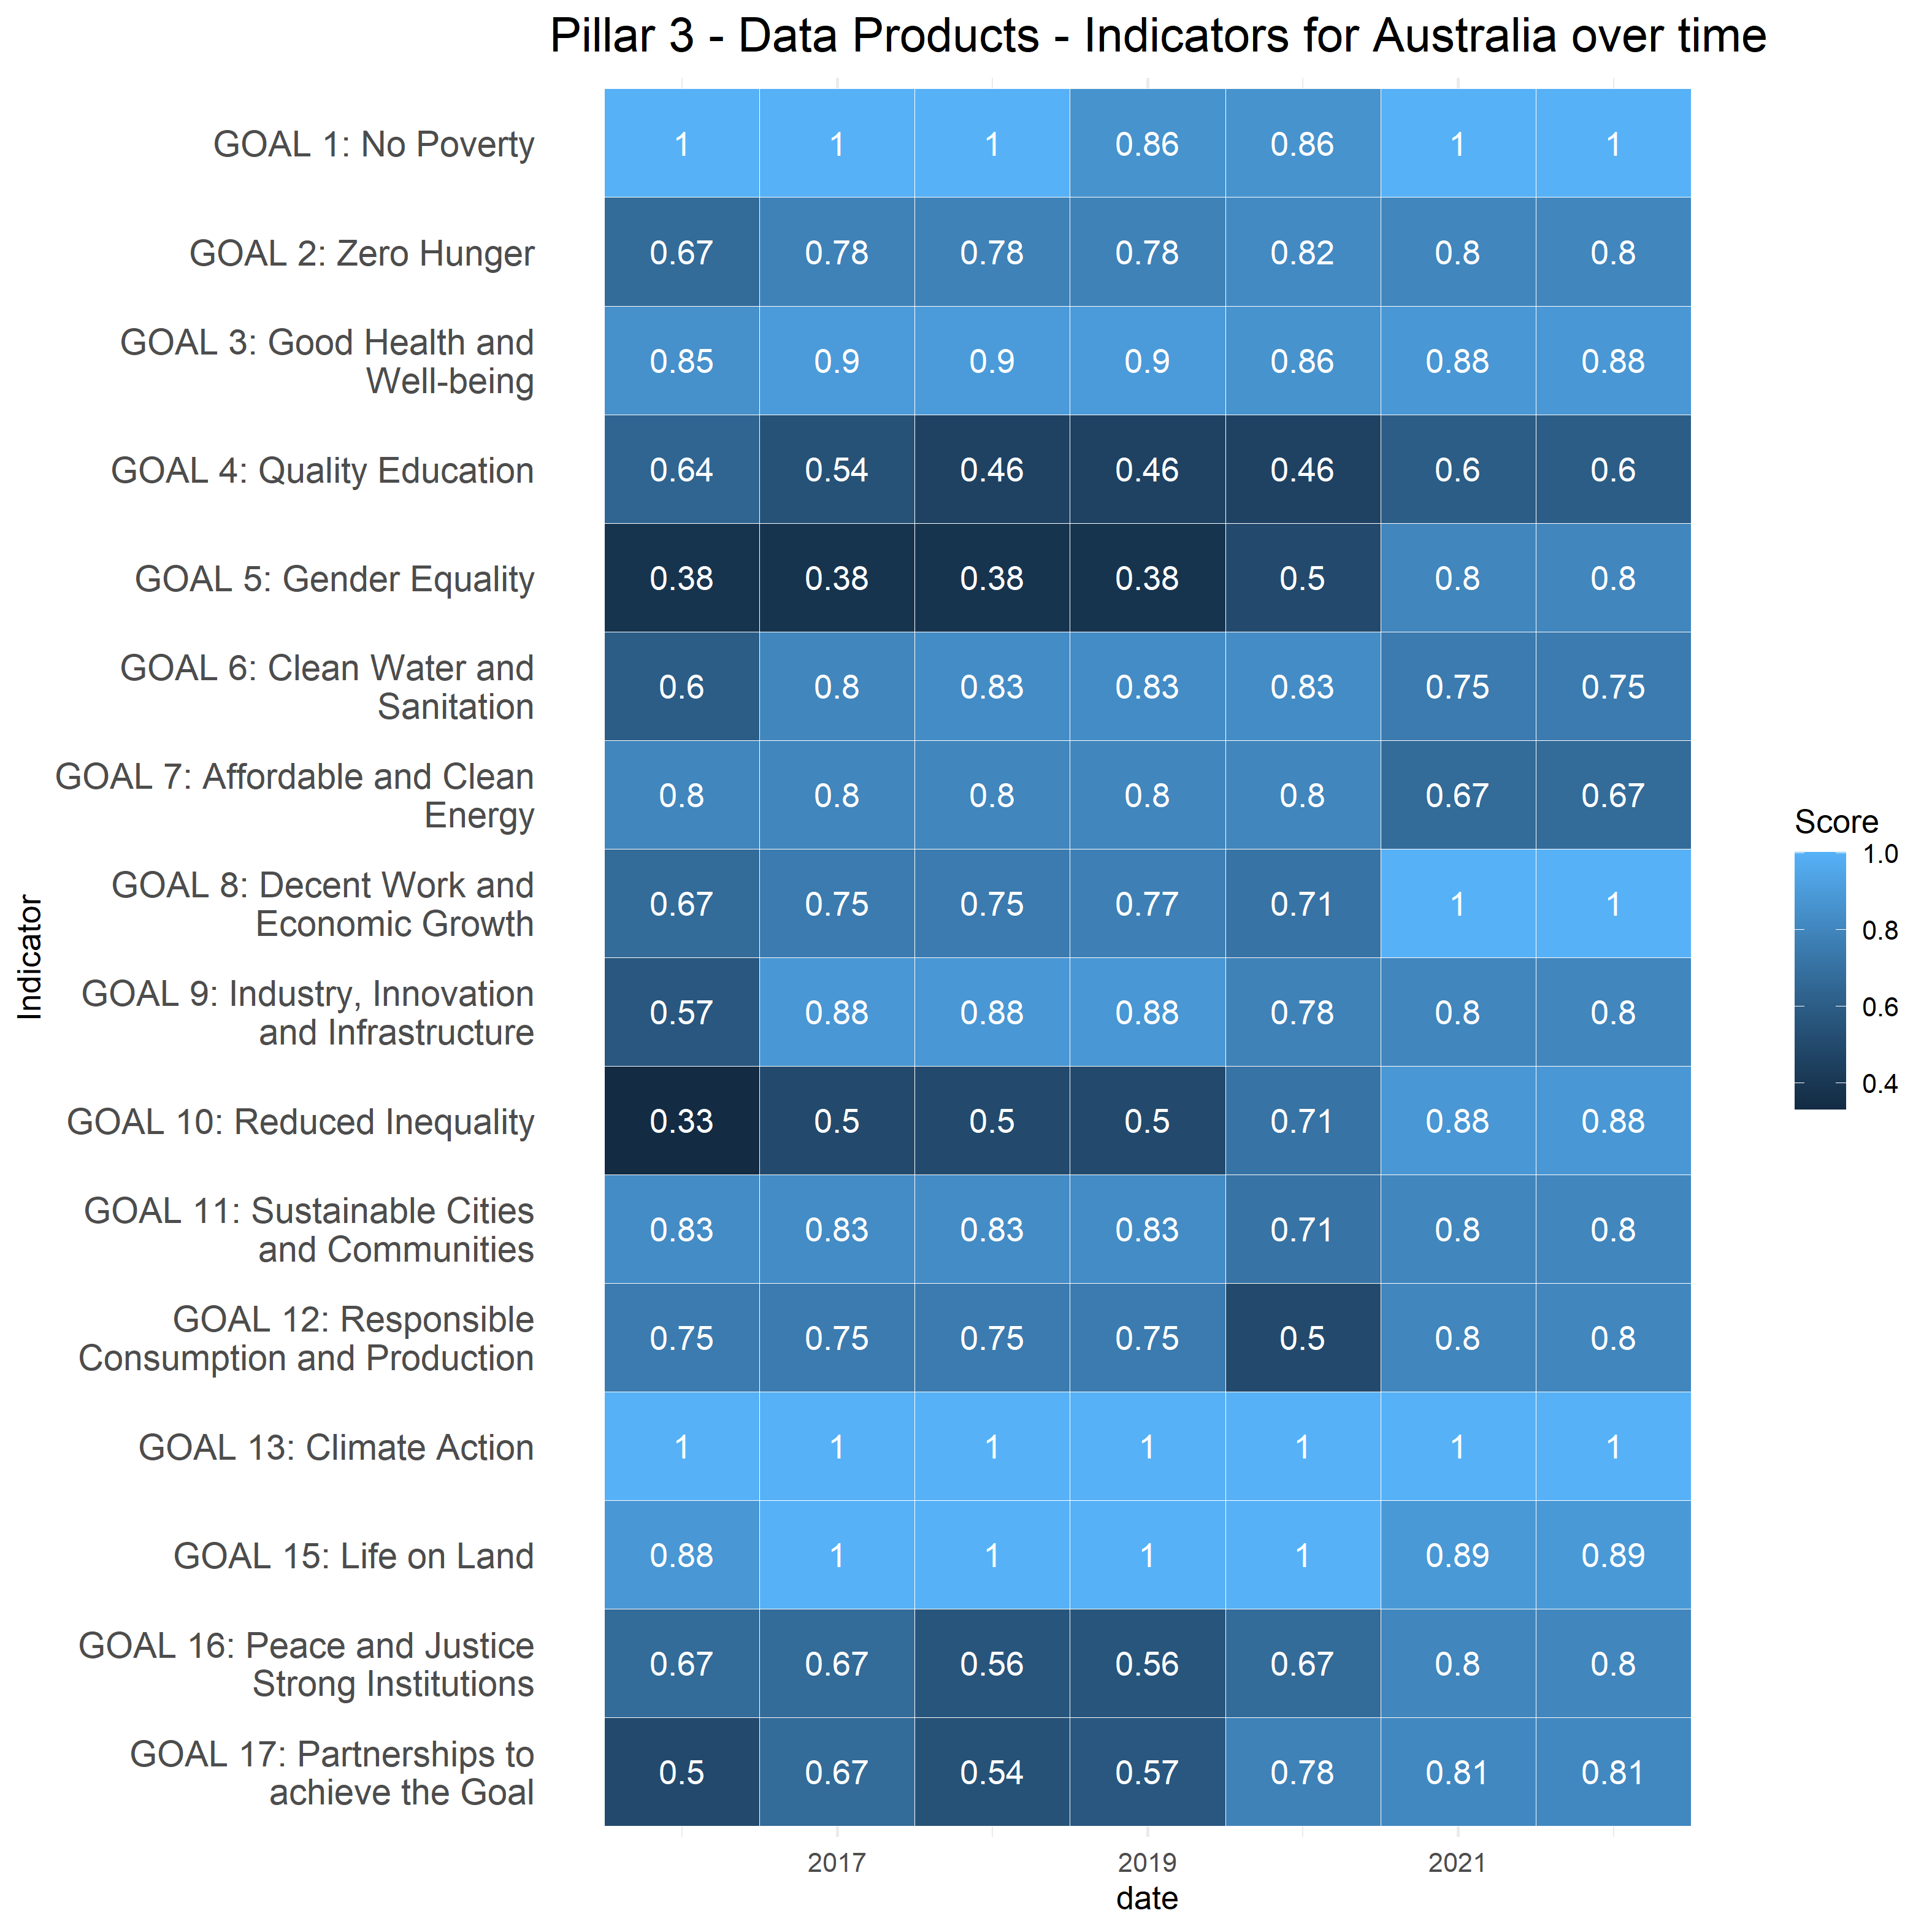 Pillar 3 - Data Products - Indicators for Australia over time
GOAL 1: No Poverty
1 1 1 0.86 0.86 1 1
GOAL 2: Zero Hunger
0.67 0.78 0.78 0.78 0.82 0.8 0.8
GOAL 3: Good Health and
Well-being
0.85 0.9 0.9 0.9 0.86 0.88 0.88
GOAL 4: Quality Education
0.64 0.54 0.46 0.46 0.46 0.6 0.6
GOAL 5: Gender Equality
0.38 0.38 0.38 0.38 0.5 0.8 0.8
GOAL 6: Clean Water and
Sanitation
0.6 0.8 0.83 0.83 0.83 0.75 0.75
GOAL 7: Affordable and Clean
Energy
0.8 0.8 0.8 0.8 0.8 0.67 0.67
GOAL 8: Decent Work and
Economic Growth
0.67 0.75 0.75 0.77 0.71 1 1
GOAL 9: Industry, Innovation
and Infrastructure
0.57 0.88 0.88 0.88 0.78 0.8 0.8
GOAL 10: Reduced Inequality
0.33 0.5 0.5 0.5 0.71 0.88 0.88
GOAL 11: Sustainable Cities
and Communities
0.83 0.83 0.83 0.83 0.71 0.8 0.8
GOAL 12: Responsible
Consumption and Production
0.75 0.75 0.75 0.75 0.5 0.8 0.8
GOAL 13: Climate Action
1 1 1 1 1 1 1
GOAL 15: Life on Land
0.88 1 1 1 1 0.89 0.89
GOAL 16: Peace and Justice
Strong Institutions
0.67 0.67 0.56 0.56 0.67 0.8 0.8
GOAL 17: Partnerships to
achieve the Goal
0.5 0.67 0.54 0.57 0.78 0.81 0.81
2017 2019 2021
date
Indicator
Score
1.0
0.8
0.6
0.4